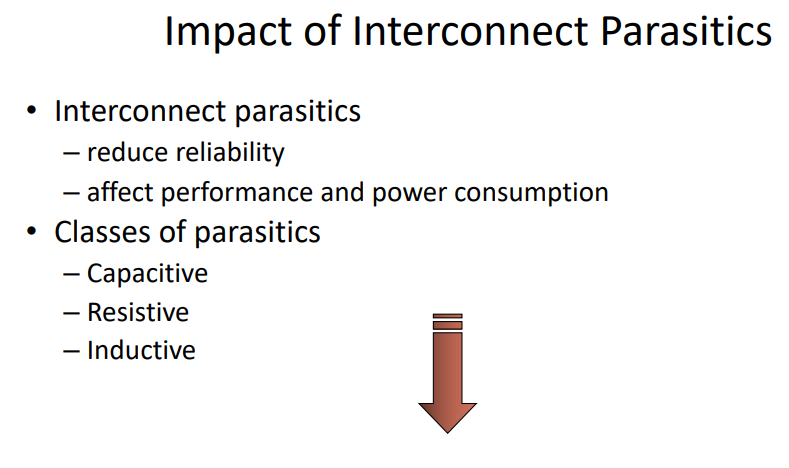 Impact of Interconnect Parasitics
• Interconnect parasitics
– reduce reliability
– affect performance and power consumption
• Classes of parasitics
– Capacitive
– Resistive
– Inductive